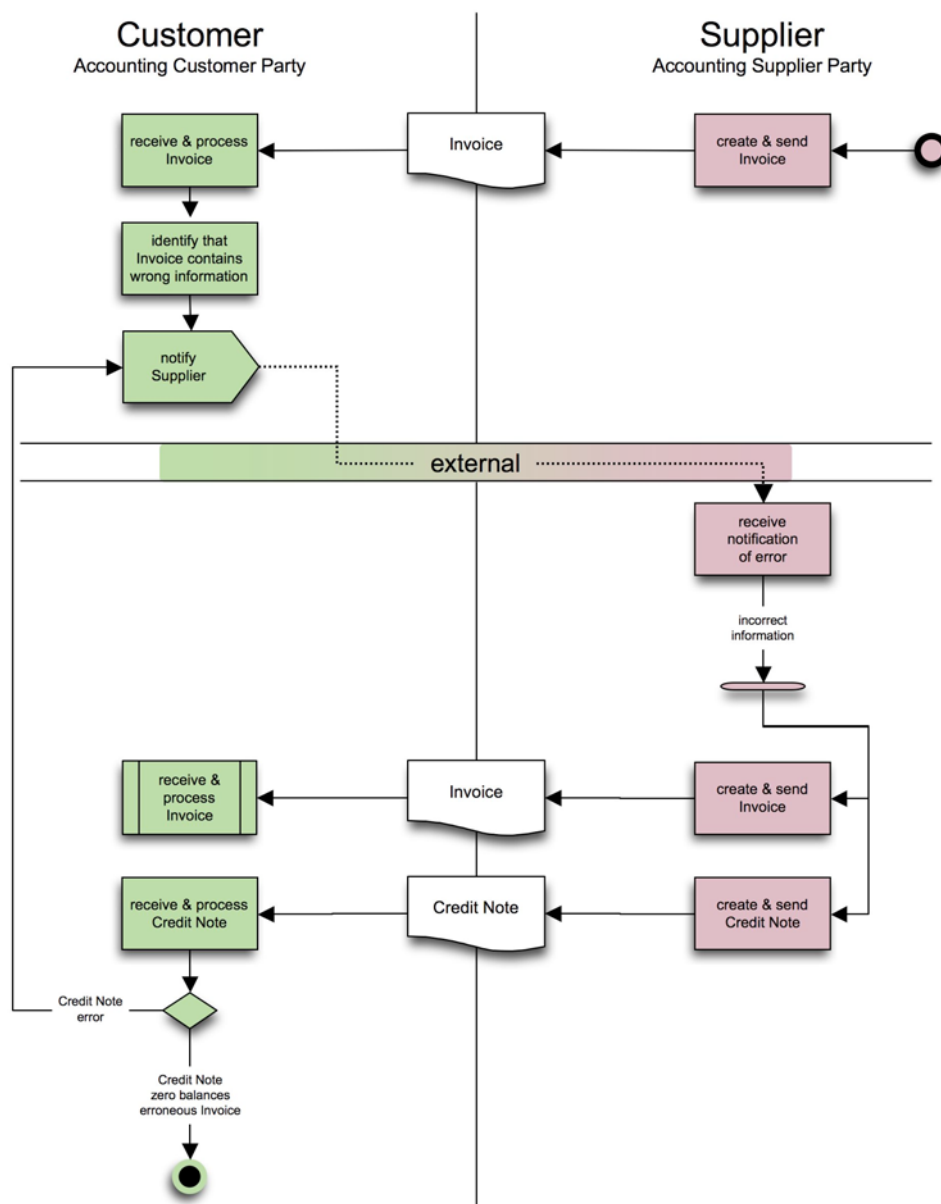 Customer
Accounting Customer Party
Supplier
Accounting Supplier Party
receive & process
Invoice
Invoice
create & send
Invoice
identify that
Invoice contains
wrong information
notify
Supplier
external
receive
notification
of error
incorrect
information
receive &
process
Invoice
Invoice
create & send
Invoice
receive & process
Credit Note
Credit Note
create & send
Credit Note
Credit Note
error
Credit Note
zero balances
erroneous Invoice